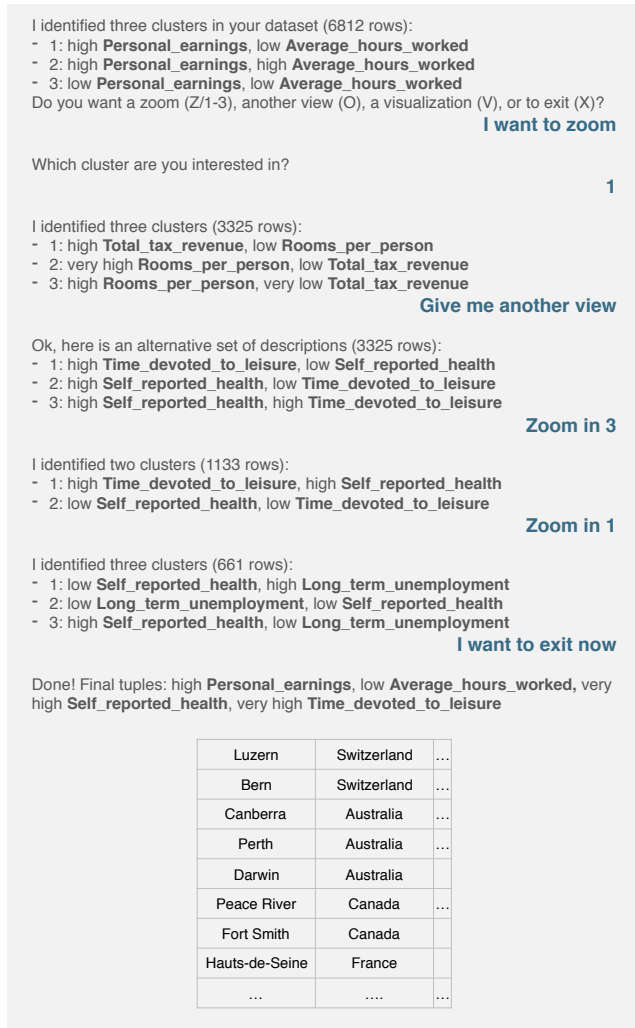 I identified three clusters in your dataset (6812 rows):
- 1: high Personal_earnings, low Average_hours_worked
- 2: high Personal_earnings, high Average_hours_worked
- 3: low Personal_earnings, low Average_hours_worked
Do you want a zoom (Z/1-3), another view (O), a visualization (V), or to exit (X)?
I want to zoom
Which cluster are you interested in?
1
I identified three clusters (3325 rows):
- 1: high Total_tax_revenue, low Rooms_per_person
- 2: very high Rooms_per_person, low Total_tax_revenue
- 3: high Rooms_per_person, very low Total_tax_revenue
Give me another view
Ok, here is an alternative set of descriptions (3325 rows):
- 1: high Time_devoted_to_leisure, low Self_reported_health
- 2: high Self_reported_health, low Time_devoted_to_leisure
- 3: high Self_reported_health, high Time_devoted_to_leisure
Zoom in 3
I identified two clusters (1133 rows):
- 1: high Time_devoted_to_leisure, high Self_reported_health
- 2: low Self_reported_health, low Time_devoted_to_leisure
Zoom in 1
I identified three clusters (661 rows):
- 1: low Self_reported_health, high Long_term_unemployment
- 2: low Long_term_unemployment, low Self_reported_health
- 3: high Self_reported_health, low Long_term_unemployment
I want to exit now
Done! Final tuples: high Personal_earnings, low Average_hours_worked, very
high Self_reported_health, very high Time_devoted_to_leisure
Luzern Switzerland ...
Bern Switzerland ...
Canberra Australia ...
Perth Australia ...
Darwin Australia
Peace River Canada ...
Fort Smith Canada
Hauts-de-Seine France
... .... ...